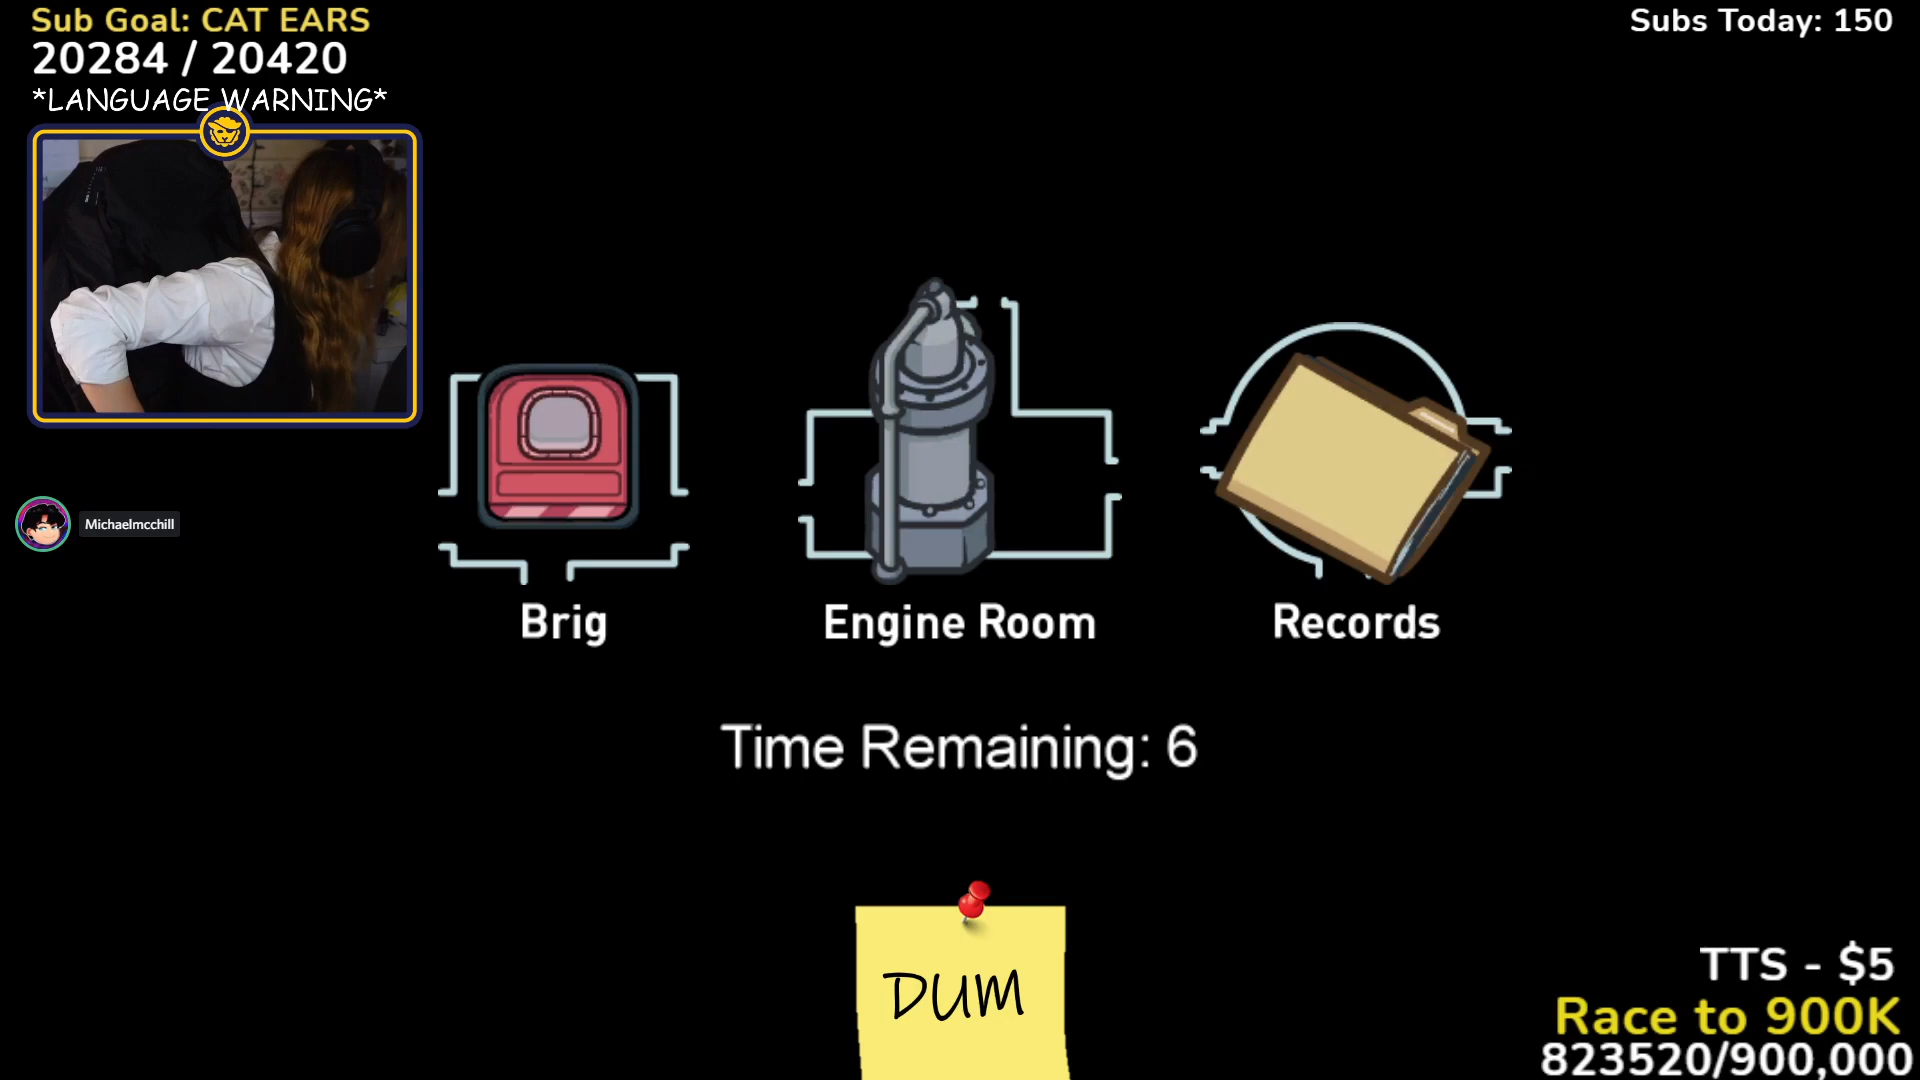 Sub Goal: CAT EARS
20284 / 20420
*LANGUAGE WARNING*
Subs Today: 150
Michaelmcchill
Brig
Engine Room
Records
Time Remaining: 6
DUM
TTS - $5
Race to 900K
823520/900,000